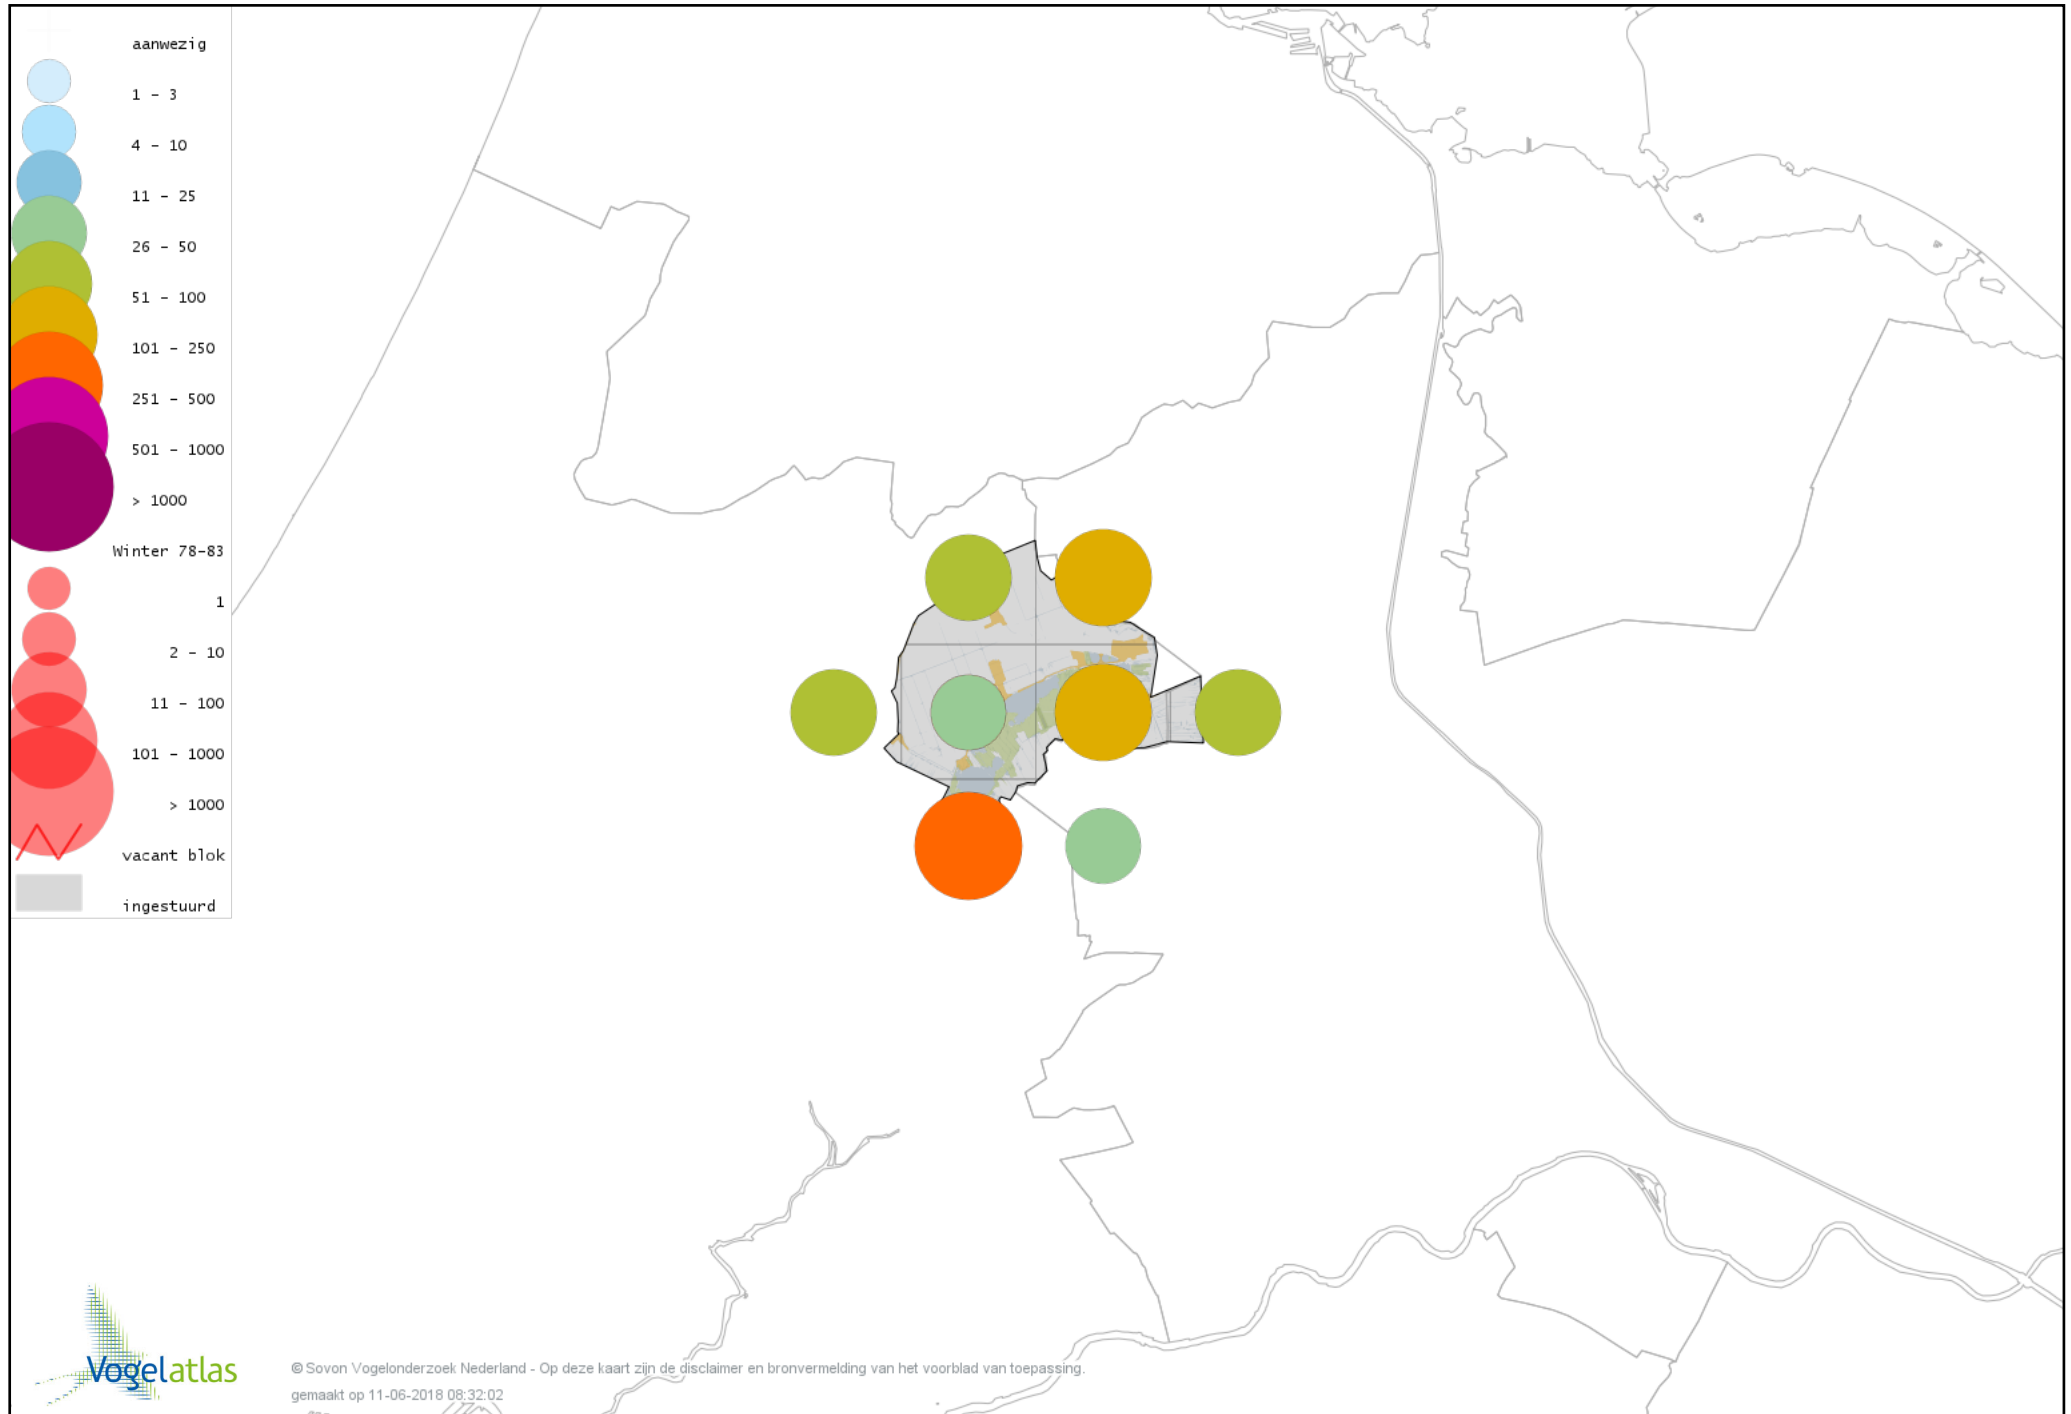 aanwezig
1 - 3
4 - 10
11 - 25
26 - 50
51 - 100
101 - 250
251 - 500
501 - 1000
> 1000
Winter 78-83
1
2 - 10
11 - 100
101 - 1000
> 1000
vacant blok
ingestuurd
Vogelatlas
© Sovon Vogelonderzoek Nederland - Op deze kaart zijn de disclaimer en bronvermelding van het voorblad van toepassing.
gemaakt op 11-06-2018 08:32:02